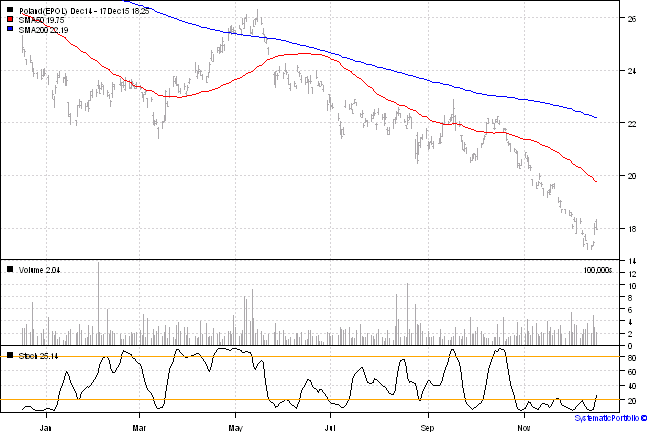 Poland(EPOL) Dec14 - 17Dec15 18.25
SMA50 19.75
SMA200 22.19
26
24
22
20
18
14
Volume 2.04
100,000s
12
10
8
6
4
2
0
Stoch 25.14
80
60
40
20
Jan
Mar
May
Jul
Sep
Nov
SystematicPortfolio ©